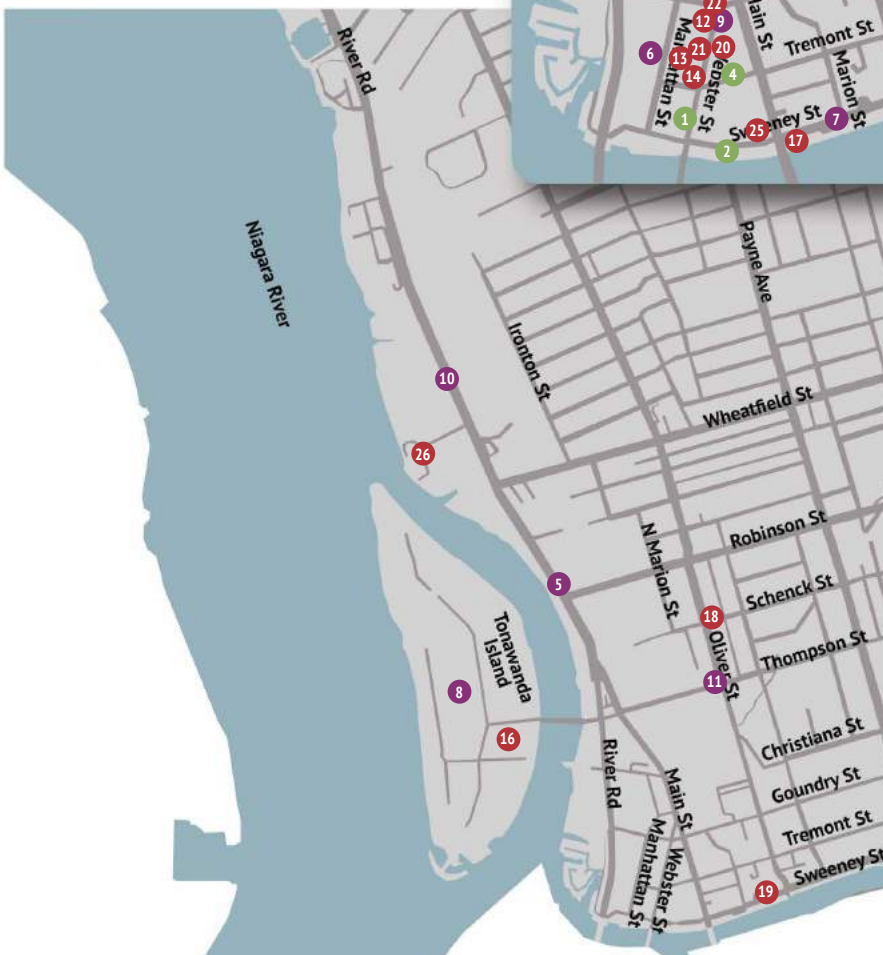 22
12
9
ain St
Tremont St
6
Manhattan St
21
20
13
14
4
Webster St
Marion St
1
Sweeney St
25
7
2
17
River Rd
Niagara River
Payne Ave
Ironton St
10
Wheatfield St
26
N Marion St
Robinson St
5
Schenck St
18
Oliver St
Tonawanda
Island
Thompson St
8
11
16
Christiana St
River Rd
Main St
Goundry St
Tremont St
Manhattan St
Webster St
Sweeney St
19